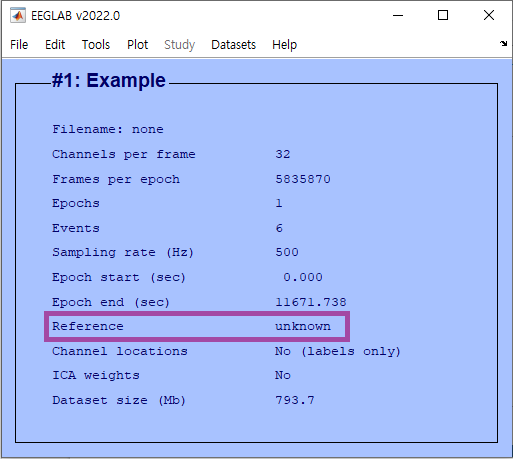 EEGLAB v2022.0
File Edit Tools Plot Study Datasets Help
#1: Example
Filename: none
Channels per frame 32
Frames per epoch 5835870
Epochs 1
Events 6
Sampling rate (Hz) 500
Epoch start (sec) 0.000
Epoch end (sec) 11671.738
Reference unknown
Channel locations No (labels only)
ICA weights No
Dataset size (Mb) 793.7